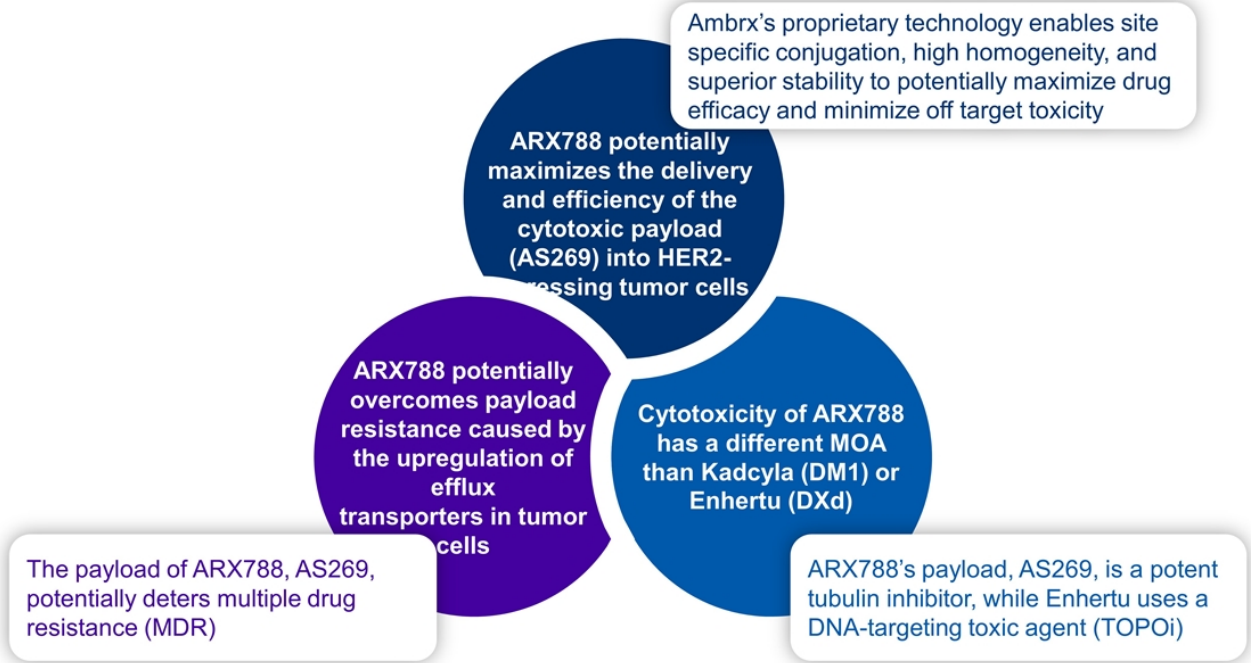 Ambrx’s proprietary technology enables site
specific conjugation, high homogeneity, and
superior stability to potentially maximize drug
efficacy and minimize off target toxicity
ARX788 potentially
maximizes the delivery
and efficiency of the
cytotoxic payload
(AS269) into HER2-
ressing tumor cells
ARX788 potentially
overcomes payload
resistance caused by
the upregulation of
efflux
transporters in tumor
cells
Cytotoxicity of ARX788
has a different MOA
than Kadcyla (DM1) or
Enhertu (DXd)
The payload of ARX788, AS269,
potentially deters multiple drug
resistance (MDR)
ARX788’s payload, AS269, is a potent
tubulin inhibitor, while Enhertu uses a
DNA-targeting toxic agent (TOPOi)